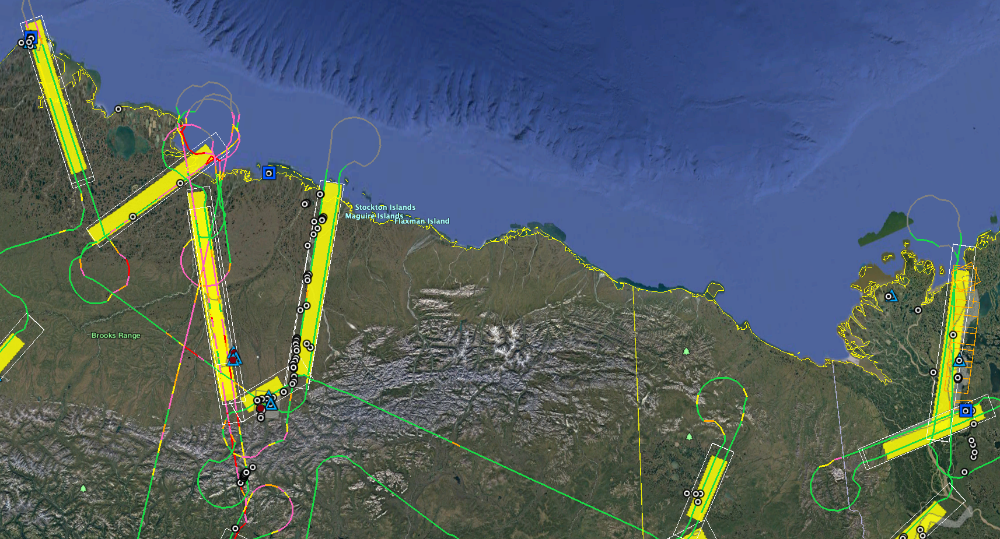 Stockton Islands
Maguire Islands
Flaxman Island
Brooks Range